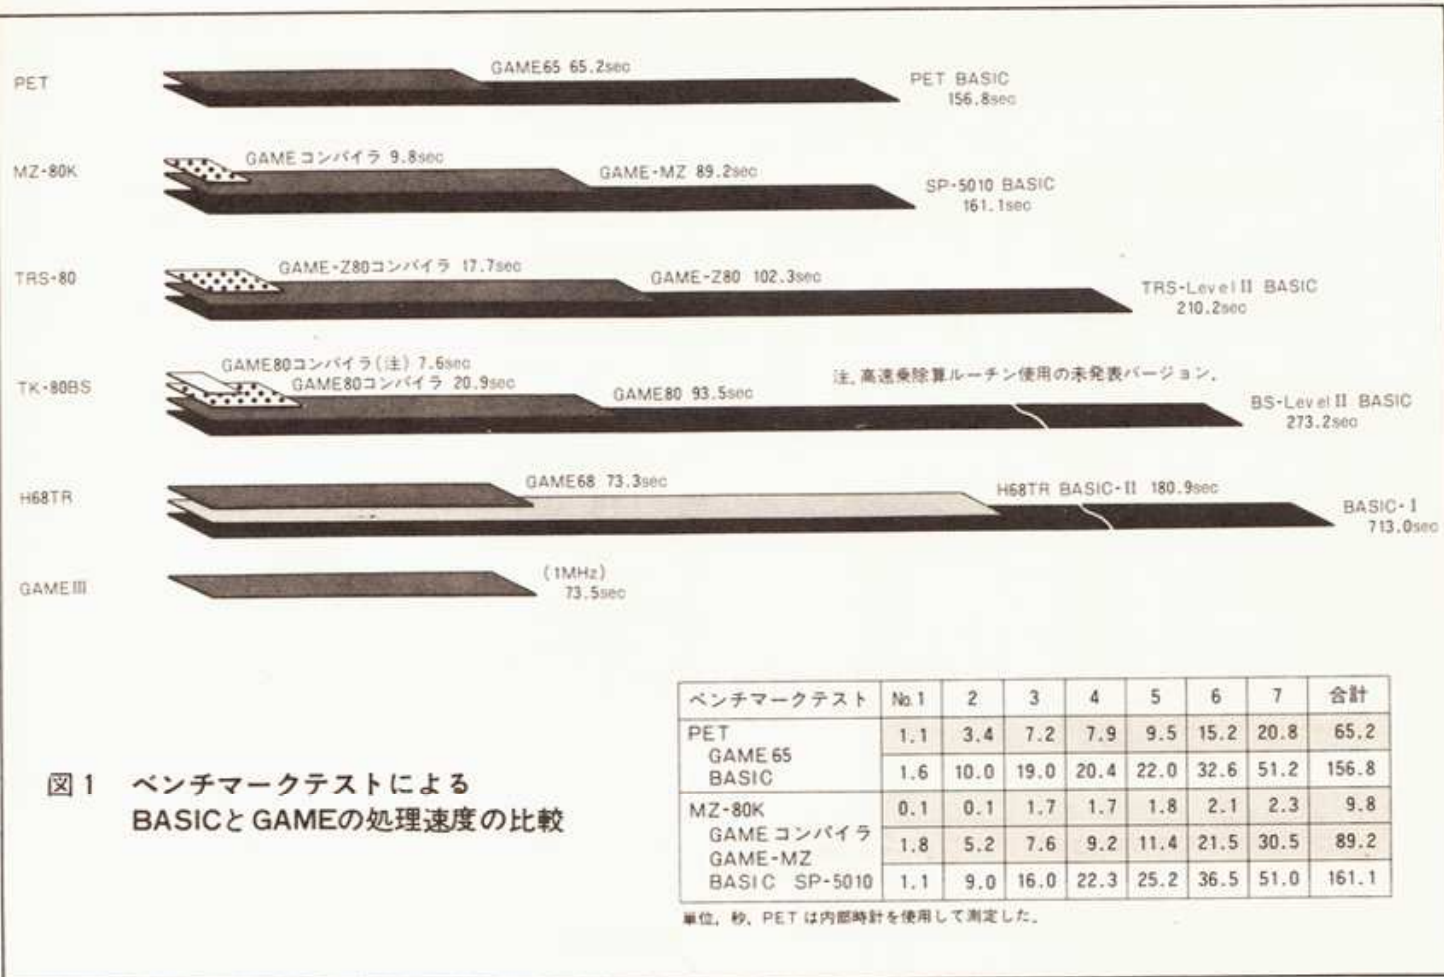 PET
GAME65 65.2sec
PET BASIC
156.8sec
MZ-80K
GAMEコンパイラ 9.8sec
GAME-MZ 89.2sec
SP-5010 BASIC
161.1sec
TRS-80
GAME-Z80コンパイラ 17.7sec
GAME-Z80 102.3sec
TRS-Level II BASIC
210.2sec
TK-80BS
GAME80コンパイラ(注) 7.6sec
GAME80コンパイラ 20.9sec
GAME80 93.5sec
注.高速乗除算ルーチン使用の未発表バージョン.
BS-Level II BASIC
273.2sec
H68TR
GAME68 73.3sec
H68TR BASIC-II 180.9sec
BASIC-I
713.0sec
GAME III
(1MHz)
73.5sec
図1 ベンチマークテストによる
BASICとGAMEの処理速度の比較
ベンチマークテスト No.1 2 3 4 5 6 7 合計
PET
GAME65 1.1 3.4 7.2 7.9 9.5 15.2 20.8 65.2
BASIC 1.6 10.0 19.0 20.4 22.0 32.6 51.2 156.8
MZ-80K
GAMEコンパイラ 0.1 0.1 1.7 1.7 1.8 2.1 2.3 9.8
GAME-MZ 1.8 5.2 7.6 9.2 11.4 21.5 30.5 89.2
BASIC SP-5010 1.1 9.0 16.0 22.3 25.2 36.5 51.0 161.1
単位,秒,PETは内部時計を使用して測定した.